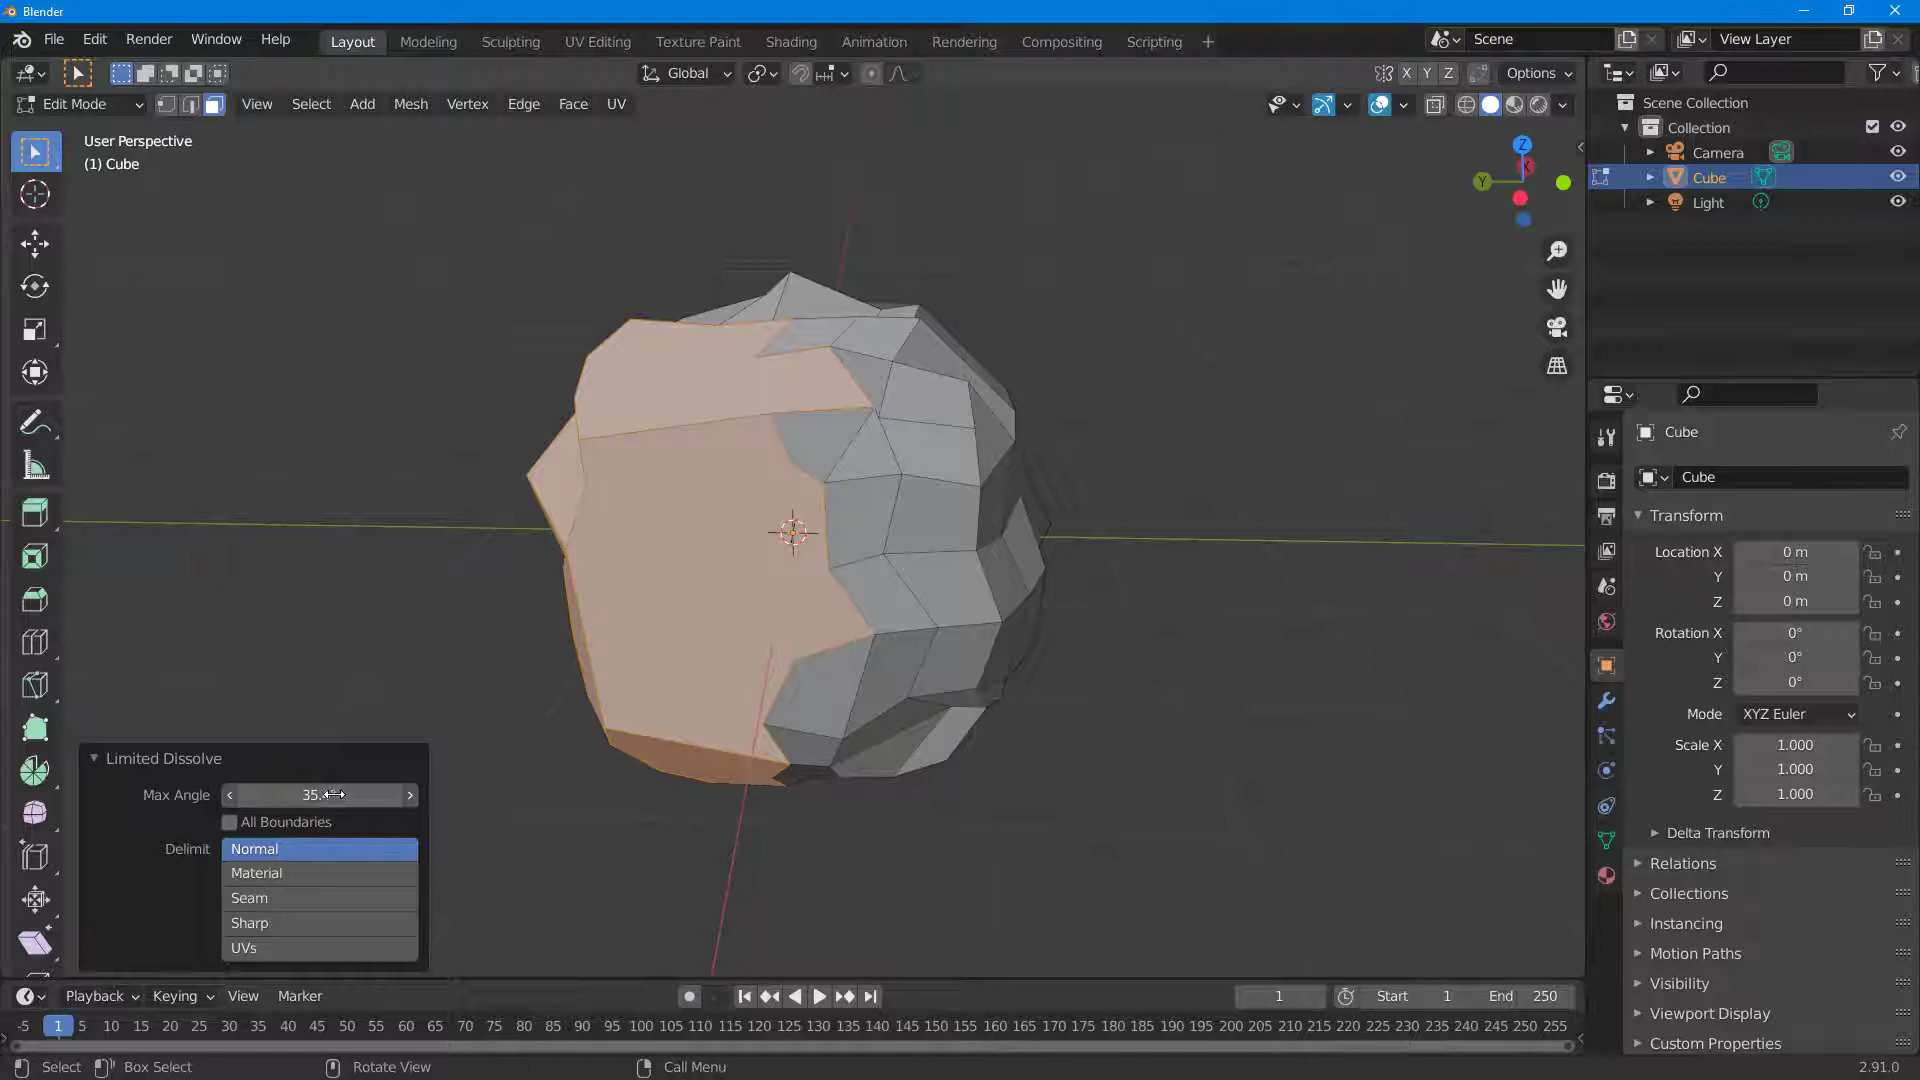 Blender
File Edit Render Window Help
Layout Modeling Sculpting UV Editing Texture Paint Shading Animation Rendering Compositing Scripting
Scene View Layer
Global Options
X Y Z
Edit Mode View Select Add Mesh Vertex Edge Face UV
User Perspective
(1) Cube
Z
X
Y
Scene Collection
Collection
Camera
Cube
Light
Cube
Cube
Transform
Location X 0 m
Y 0 m
Z 0 m
Rotation X 0°
Y 0°
Z 0°
Mode XYZ Euler
Scale X 1.000
Y 1.000
Z 1.000
Delta Transform
Relations
Collections
Instancing
Motion Paths
Visibility
Viewport Display
Custom Properties
Limited Dissolve
Max Angle 35.
All Boundaries
Delimit Normal
Material
Seam
Sharp
UVs
Playback Keying View Marker 1 Start 1 End 250
-5 1 5 10 15 20 25 30 35 40 45 50 55 60 65 70 75 80 85 90 95 100 105 110 115 120 125 130 135 140 145 150 155 160 165 170 175 180 185 190 195 200 205 210 215 220 225 230 235 240 245 250 255
Select Box Select Rotate View Call Menu 2.91.0